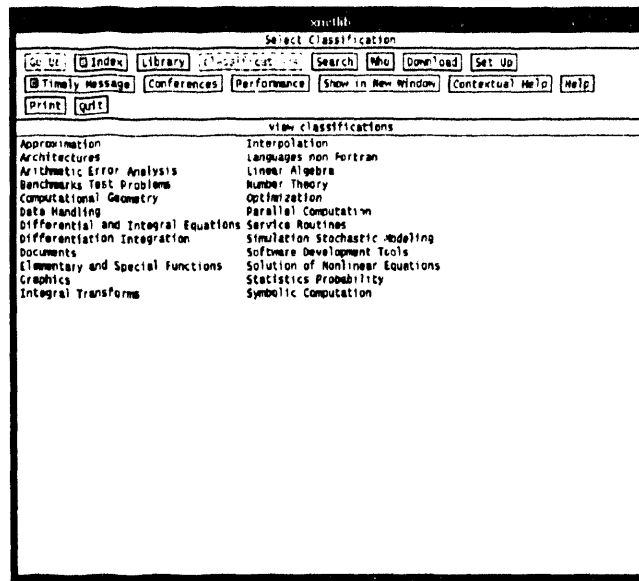 xnetlib
Select Classification
Go Up Index Library Classifications Search Who Download Set Up
Timely Message Conferences Performance Show in New Window Contextual Help Help
Print Quit
view classifications
Approximation Interpolation
Architectures Languages non Fortran
Arithmetic Error Analysis Linear Algebra
Benchmarks Test Problems Number Theory
Computational Geometry Optimization
Data Handling Parallel Computation
Differential and Integral Equations Service Routines
Differentiation Integration Simulation Stochastic Modeling
Documents Software Development Tools
Elementary and Special Functions Solution of Nonlinear Equations
Graphics Statistics Probability
Integral Transforms Symbolic Computation